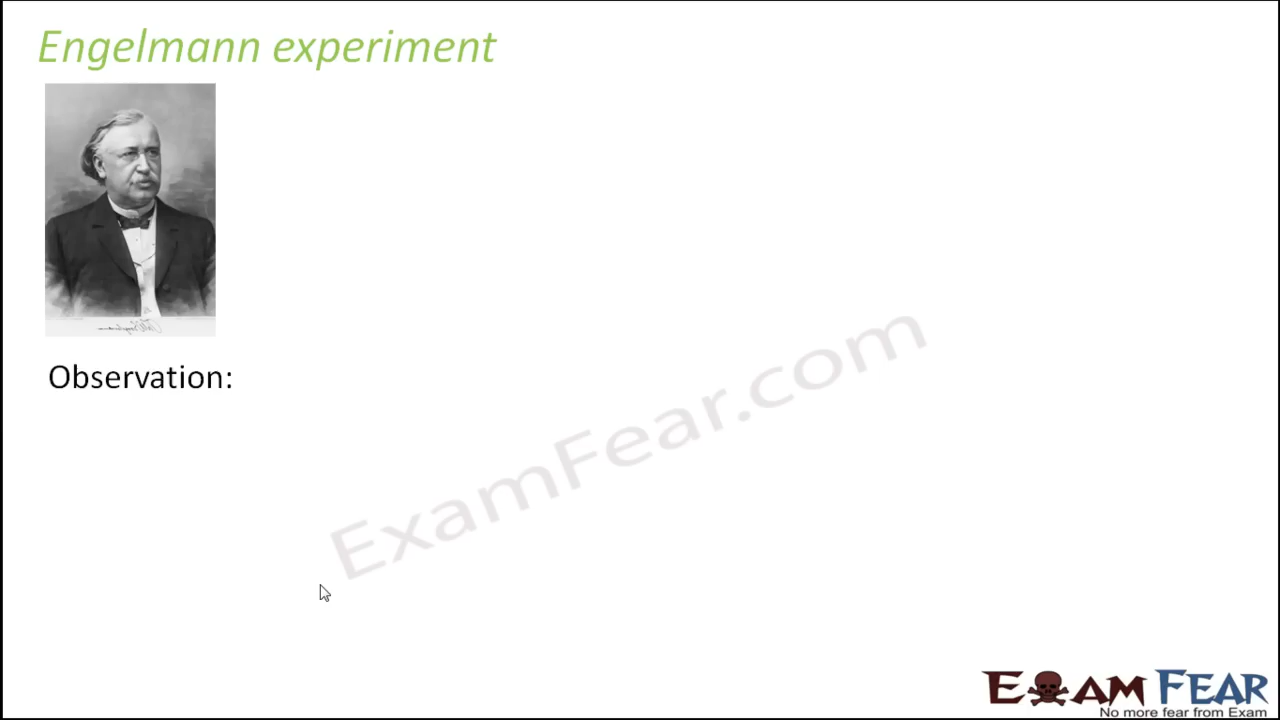 Engelmann experiment
Observation:
ExamFear.com
EXAM FEAR
No more fear from Exam